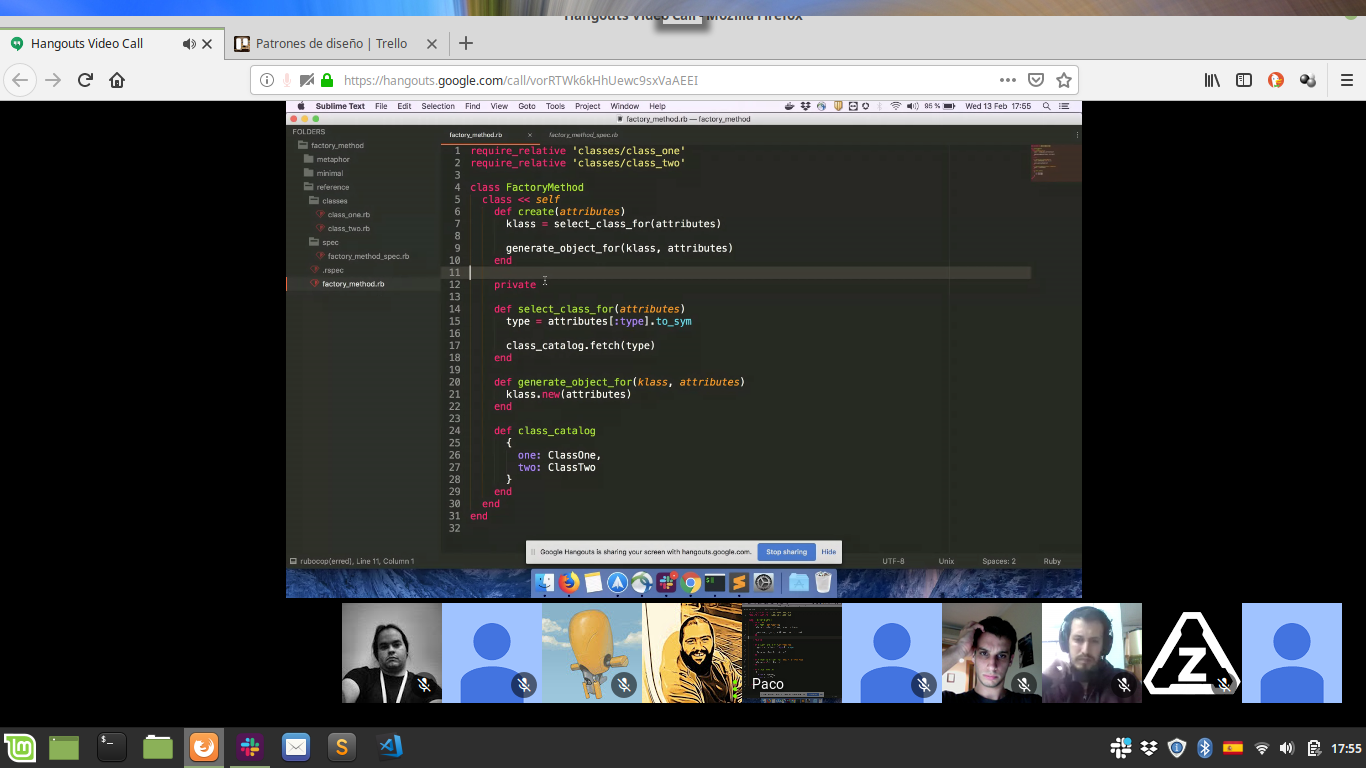 Hangouts Video Call - Mozilla Firefox
Hangouts Video Call
Patrones de diseño | Trello
https://hangouts.google.com/call/vorRTWk6kHhUewc9sxVaAEEI
Sublime Text File Edit Selection Find View Goto Tools Project Window Help 95 % Wed 13 Feb 17:55
factory_method.rb — factory_method
FOLDERS
factory_method
metaphor
minimal
reference
classes
class_one.rb
class_two.rb
spec
factory_method_spec.rb
.rspec
factory_method.rb
factory_method.rb
factory_method_spec.rb
1 require_relative 'classes/class_one'
2 require_relative 'classes/class_two'
3
4 class FactoryMethod
5 class << self
6 def create(attributes)
7 klass = select_class_for(attributes)
8
9 generate_object_for(klass, attributes)
10 end
11
12 private
13
14 def select_class_for(attributes)
15 type = attributes[:type].to_sym
16
17 class_catalog.fetch(type)
18 end
19
20 def generate_object_for(klass, attributes)
21 klass.new(attributes)
22 end
23
24 def class_catalog
25 {
26 one: ClassOne,
27 two: ClassTwo
28 }
29 end
30 end
31 end
32
Google Hangouts is sharing your screen with hangouts.google.com. Stop sharing Hide
rubocop(erred), Line 11, Column 1 UTF-8 Unix Spaces: 2 Ruby
Paco
Z
17:55